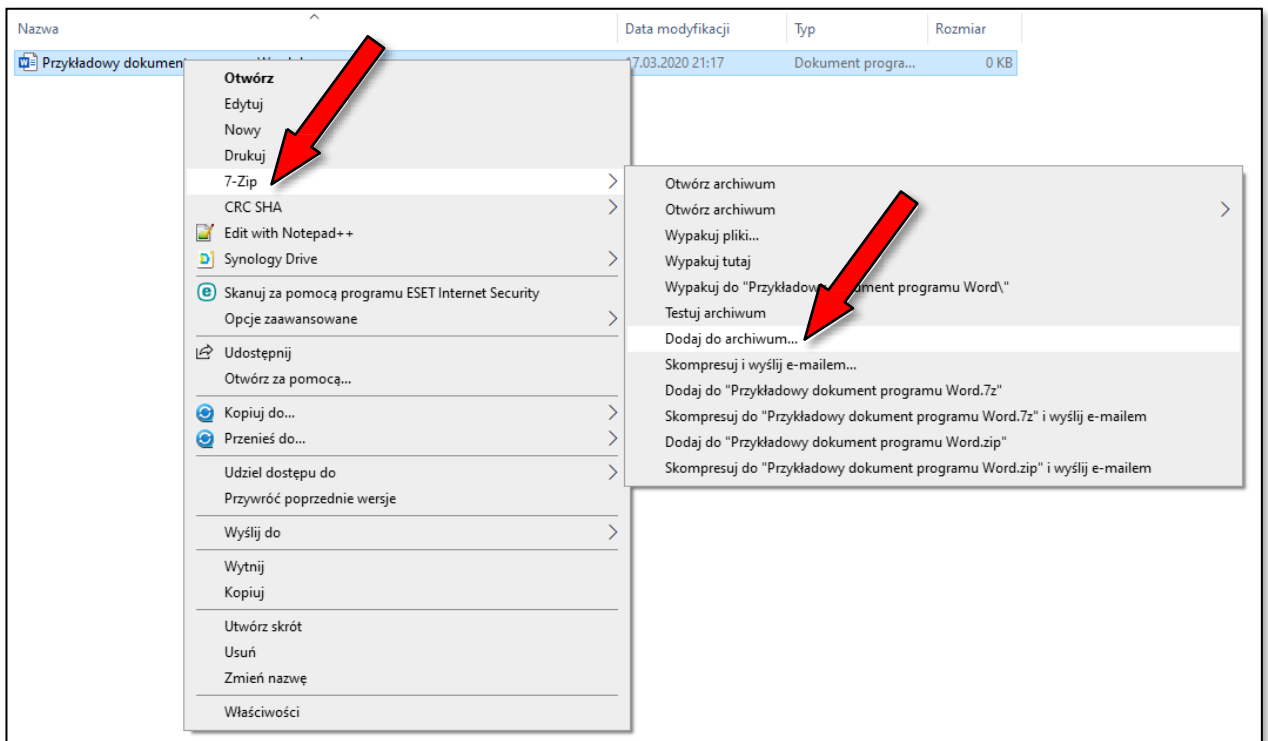 Nazwa Data modyfikacji Typ Rozmiar
Przykładowy dokument 17.03.2020 21:17 Dokument progra... 0 KB
Otwórz
Edytuj
Nowy
Drukuj
7-Zip
CRC SHA
Edit with Notepad++
Synology Drive
Skanuj za pomocą programu ESET Internet Security
Opcje zaawansowane
Udostępnij
Otwórz za pomocą...
Kopiuj do...
Przenieś do...
Udziel dostępu do
Przywróć poprzednie wersje
Wyślij do
Wytnij
Kopiuj
Utwórz skrót
Usuń
Zmień nazwę
Właściwości
Otwórz archiwum
Otwórz archiwum
Wypakuj pliki...
Wypakuj tutaj
Wypakuj do "Przykładowy dokument programu Word\"
Testuj archiwum
Dodaj do archiwum...
Skompresuj i wyślij e-mailem...
Dodaj do "Przykładowy dokument programu Word.7z"
Skompresuj do "Przykładowy dokument programu Word.7z" i wyślij e-mailem
Dodaj do "Przykładowy dokument programu Word.zip"
Skompresuj do "Przykładowy dokument programu Word.zip" i wyślij e-mailem